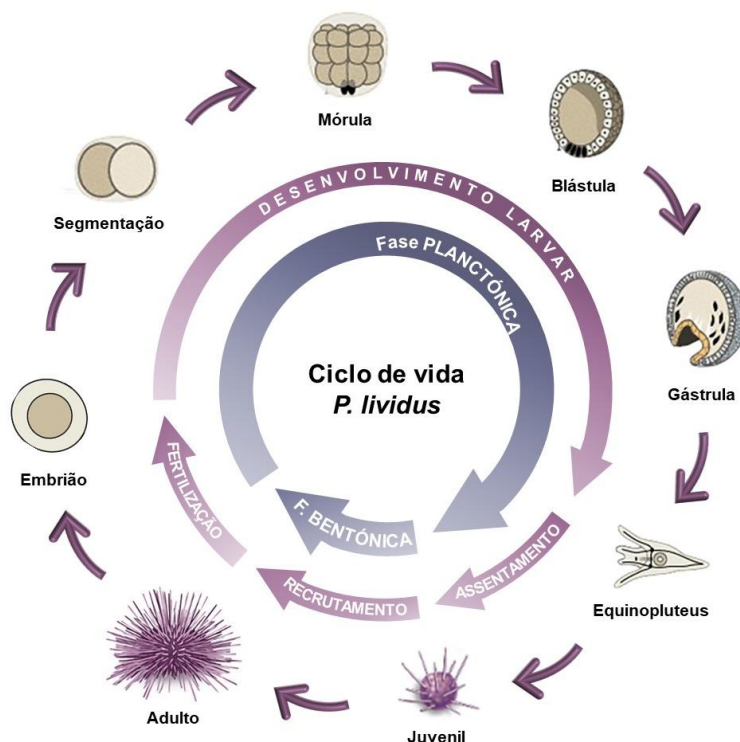 Mórula
Blástula
Segmentação
DESENVOLVIMENTO LARVAR
Fase PLANCTÓNICA
Ciclo de vida
P. lividus
Gástrula
Embrião
FERTILIZAÇÃO
F. BENTÓNICA
ASSENTAMENTO
RECRUTAMENTO
Equinopluteus
Adulto
Juvenil